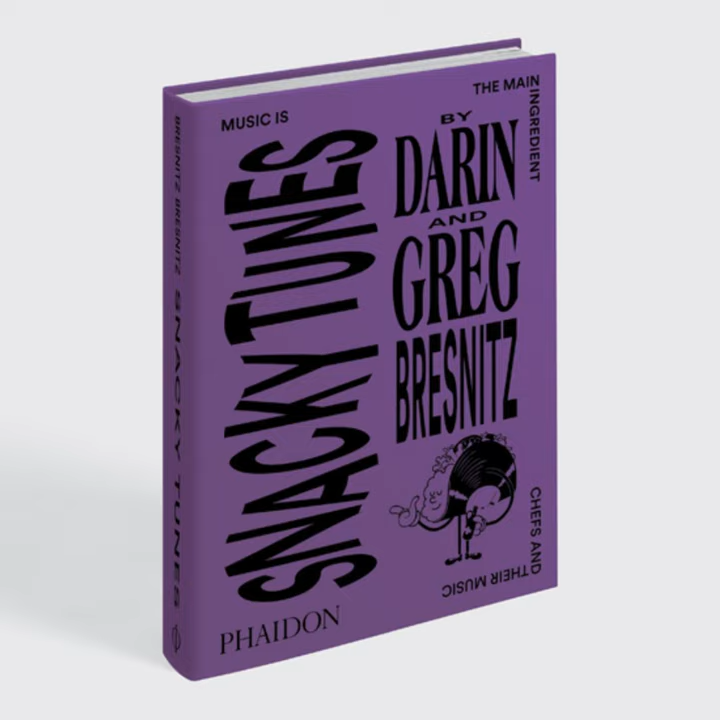 MUSIC IS
THE MAIN
INGREDIENT
SNACKY TUNES
BY
DARIN
AND
GREG
BRESNITZ
CHEFS AND
THEIR MUSIC
PHAIDON
BRESNITZ BRESNITZ SNACKY TUNES